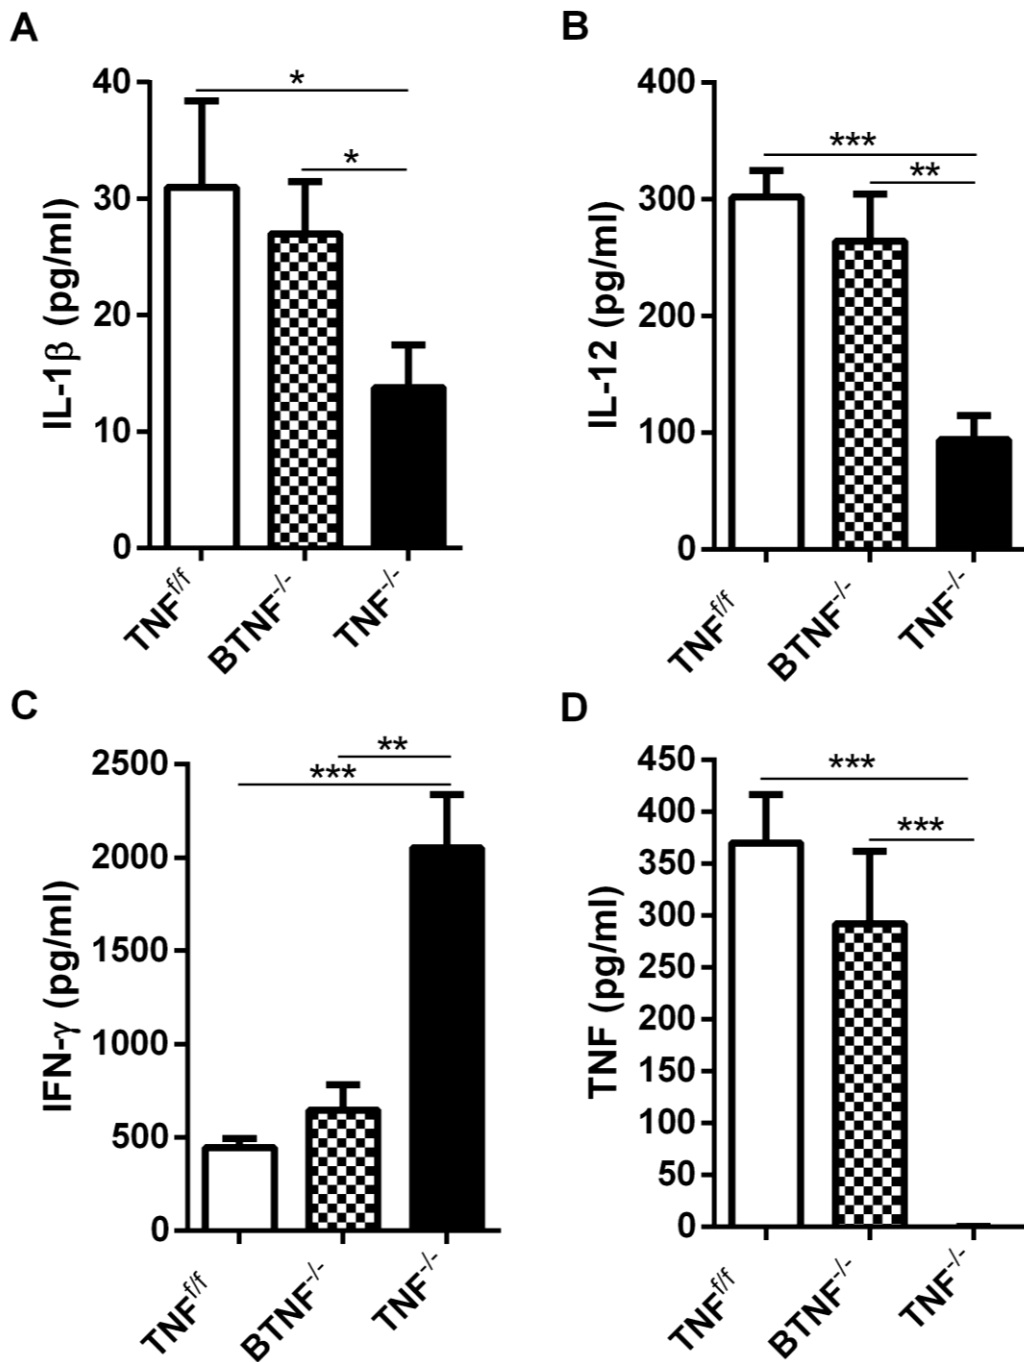 A
IL-1β (pg/ml)
40
30
20
10
0
*
*
TNF^f/f
BTNF^-/-
TNF^-/-
B
IL-12 (pg/ml)
400
300
200
100
0
***
**
TNF^f/f
BTNF^-/-
TNF^-/-
C
IFN-γ (pg/ml)
2500
2000
1500
1000
500
0
**
***
TNF^f/f
BTNF^-/-
TNF^-/-
D
TNF (pg/ml)
450
400
350
300
250
200
150
100
50
0
***
***
TNF^f/f
BTNF^-/-
TNF^-/-